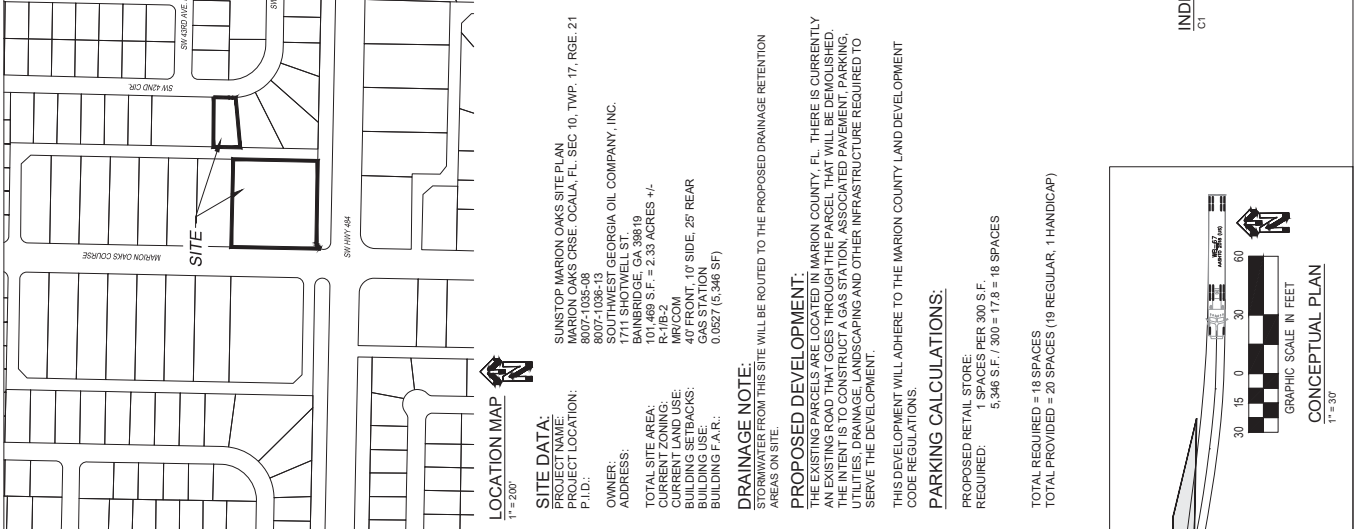 SW 43RD AVE.
SW
SW 42ND CIR.
SITE
MARION OAKS COURSE
SW HWY 484
LOCATION MAP
1" = 200'
N
SITE DATA:
PROJECT NAME: SUNSTOP MARION OAKS SITE PLAN
PROJECT LOCATION: MARION OAKS CRSE. OCALA, FL. SEC 10, TWP. 17, RGE. 21
P.I.D.: 8007-1035-08
8007-1036-13
OWNER: SOUTHWEST GEORGIA OIL COMPANY, INC.
ADDRESS: 1711 SHOTWELL ST.
BAINBRIDGE, GA 39819
TOTAL SITE AREA: 101,469 S.F. = 2.33 ACRES +/-
CURRENT ZONING: R-1/B-2
CURRENT LAND USE: MR/COM
BUILDING SETBACKS: 40' FRONT, 10' SIDE, 25' REAR
BUILDING USE: GAS STATION
BUILDING F.A.R.: 0.0527 (5,346 SF)
DRAINAGE NOTE:
STORMWATER FROM THIS SITE WILL BE ROUTED TO THE PROPOSED DRAINAGE RETENTION
AREAS ON SITE.
PROPOSED DEVELOPMENT:
THE EXISTING PARCELS ARE LOCATED IN MARION COUNTY, FL. THERE IS CURRENTLY
AN EXISTING ROAD THAT GOES THROUGH THE PARCEL THAT WILL BE DEMOLISHED.
THE INTENT IS TO CONSTRUCT A GAS STATION, ASSOCIATED PAVEMENT, PARKING,
UTILITIES, DRAINAGE, LANDSCAPING AND OTHER INFRASTRUCTURE REQUIRED TO
SERVE THE DEVELOPMENT.
THIS DEVELOPMENT WILL ADHERE TO THE MARION COUNTY LAND DEVELOPMENT
CODE REGULATIONS.
PARKING CALCULATIONS:
PROPOSED RETAIL STORE:
REQUIRED: 1 SPACES PER 300 S.F.
5,346 S.F. / 300 = 17.8 = 18 SPACES
TOTAL REQUIRED = 18 SPACES
TOTAL PROVIDED = 20 SPACES (19 REGULAR, 1 HANDICAP)
IND
C1
WB-67
AASHTO 2018 (US)
N
30 15 0 30 60
GRAPHIC SCALE IN FEET
CONCEPTUAL PLAN
1" = 30'